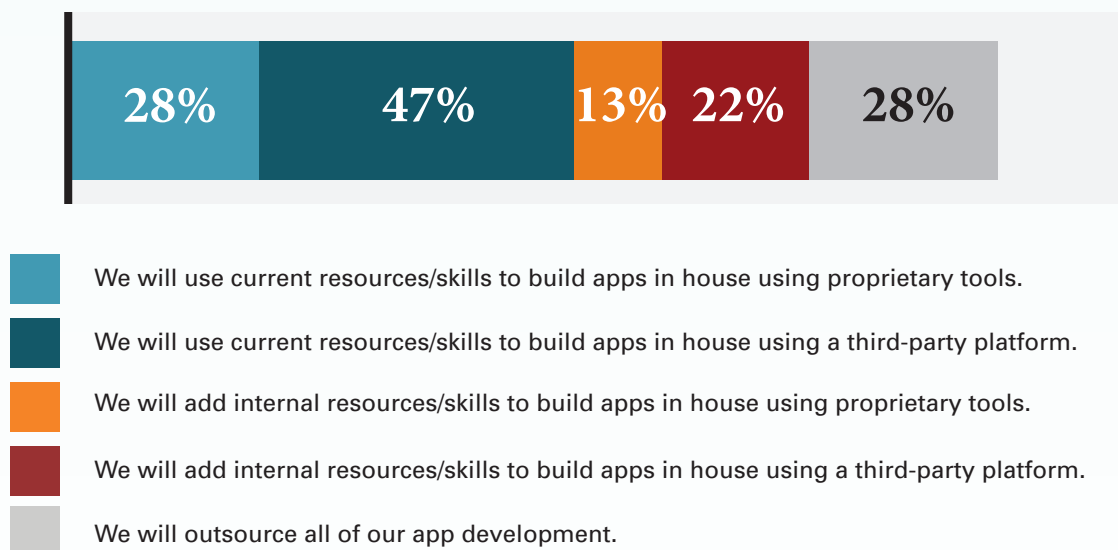 28% 47% 13% 22% 28%
We will use current resources/skills to build apps in house using proprietary tools.
We will use current resources/skills to build apps in house using a third-party platform.
We will add internal resources/skills to build apps in house using proprietary tools.
We will add internal resources/skills to build apps in house using a third-party platform.
We will outsource all of our app development.